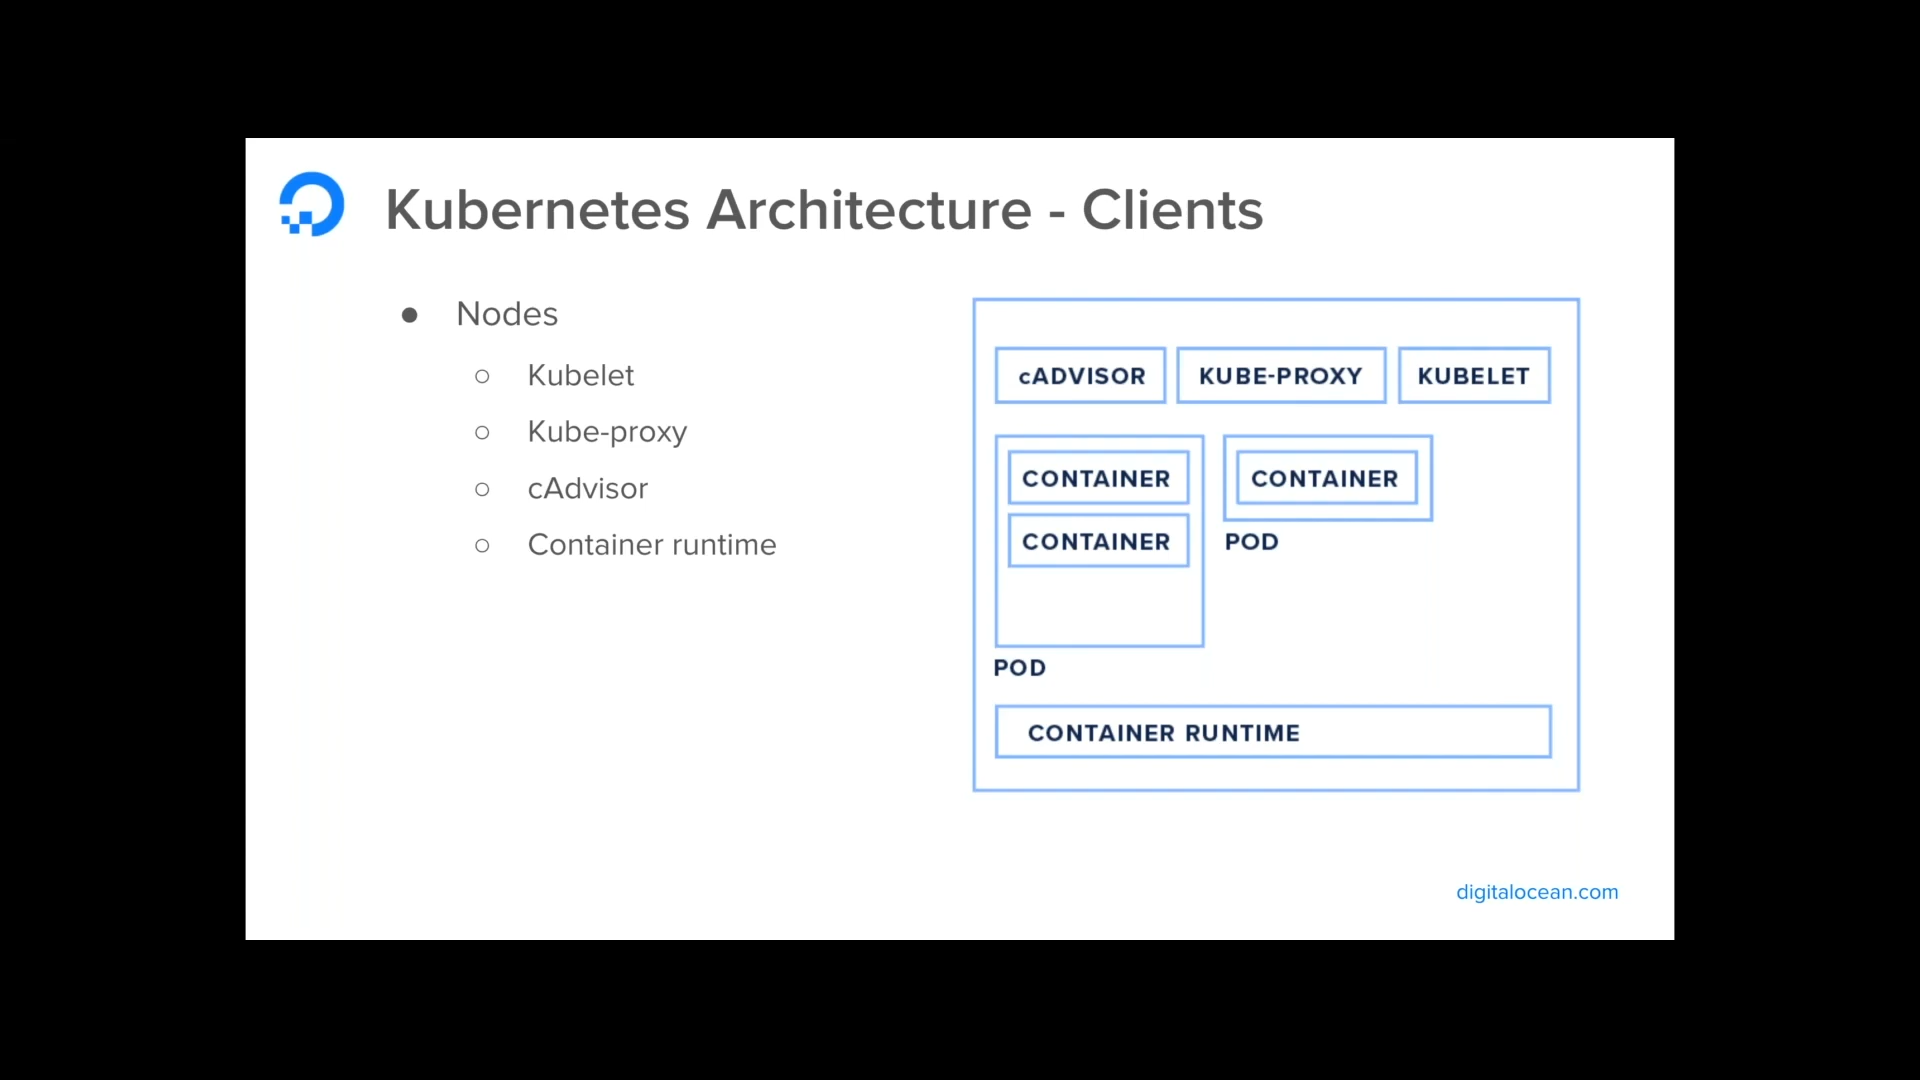 Kubernetes Architecture - Clients
● Nodes
○ Kubelet
○ Kube-proxy
○ cAdvisor
○ Container runtime
cADVISOR
KUBE-PROXY
KUBELET
CONTAINER
CONTAINER
POD
CONTAINER
POD
CONTAINER RUNTIME
digitalocean.com